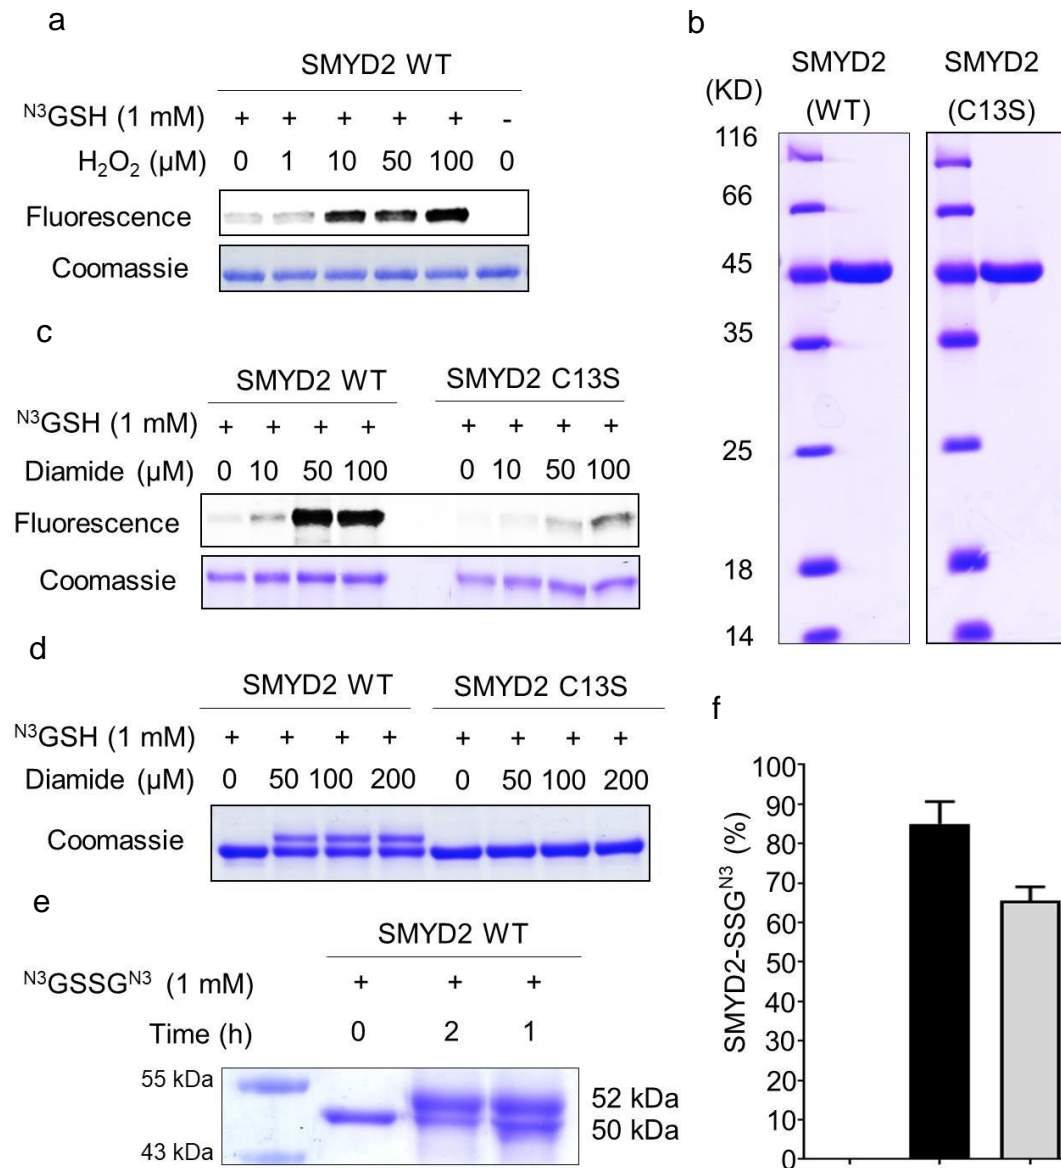 a
SMYD2 WT
N3GSH (1 mM) + + + + + -
H2O2 (µM) 0 1 10 50 100 0
Fluorescence
Coomassie
b
SMYD2 SMYD2
(KD) (WT) (C13S)
116
66
45
35
25
18
14
c
SMYD2 WT SMYD2 C13S
N3GSH (1 mM) + + + + + + + +
Diamide (µM) 0 10 50 100 0 10 50 100
Fluorescence
Coomassie
d
SMYD2 WT SMYD2 C13S
N3GSH (1 mM) + + + + + + + +
Diamide (µM) 0 50 100 200 0 50 100 200
Coomassie
e
SMYD2 WT
N3GSSGN3 (1 mM) + + +
Time (h) 0 2 1
55 kDa
52 kDa
50 kDa
43 kDa
f
SMYD2-SSGN3 (%)
100
90
80
70
60
50
40
30
20
10
0